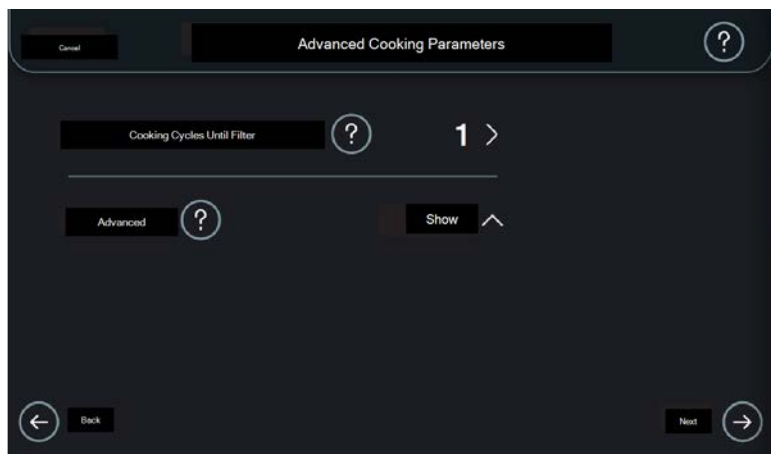 Cancel
Advanced Cooking Parameters
?
Cooking Cycles Until Filter
?
1
Advanced
?
Show
Back
Next